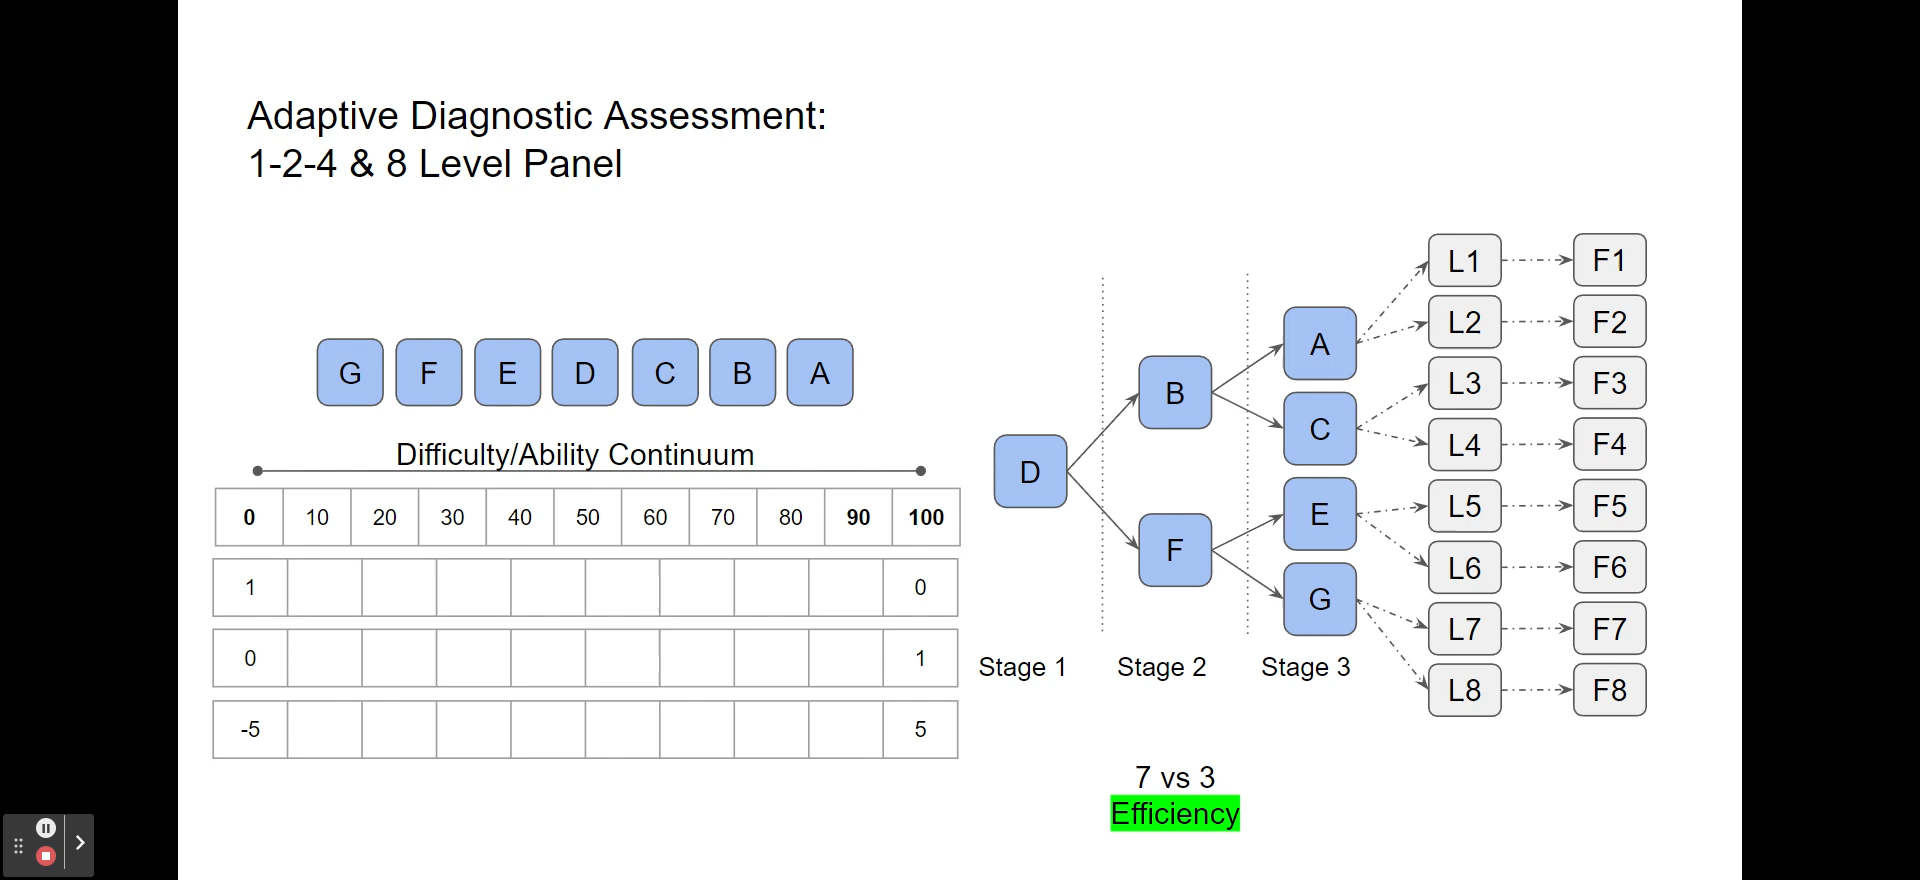 Adaptive Diagnostic Assessment:
1-2-4 & 8 Level Panel
G F E D C B A
Difficulty/Ability Continuum
0 10 20 30 40 50 60 70 80 90 100
1 0
0 1
-5 5
D
B
F
A
C
E
G
L1 F1
L2 F2
L3 F3
L4 F4
L5 F5
L6 F6
L7 F7
L8 F8
Stage 1 Stage 2 Stage 3
7 vs 3
Efficiency